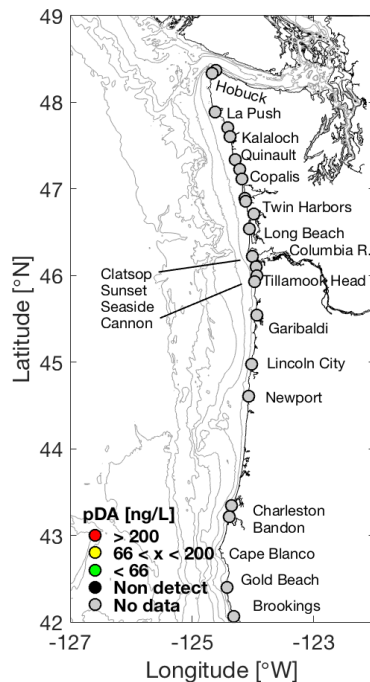 49
48
47
46
45
44
43
42
Latitude [°N]
Hobuck
La Push
Kalaloch
Quinault
Copalis
Twin Harbors
Long Beach
Columbia R.
Clatsop
Sunset
Seaside
Cannon
Tillamook Head
Garibaldi
Lincoln City
Newport
Charleston
Bandon
Cape Blanco
Gold Beach
Brookings
pDA [ng/L]
> 200
66 < x < 200
< 66
Non detect
No data
-127
-125
-123
Longitude [°W]